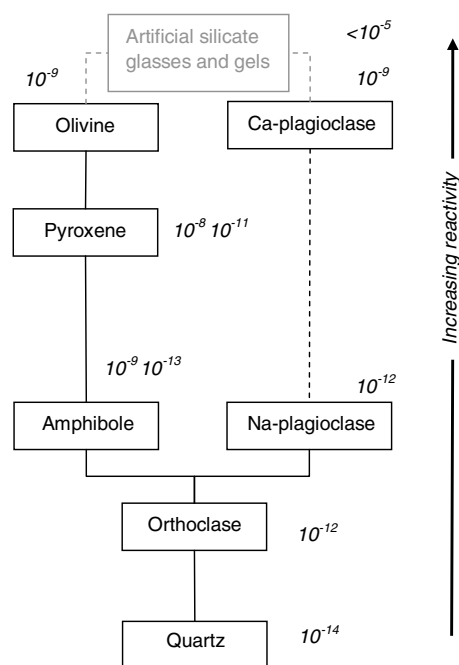 Artificial silicate
glasses and gels
<10⁻⁵
10⁻⁹
10⁻⁹
Olivine
Ca-plagioclase
Pyroxene
10⁻⁸ 10⁻¹¹
10⁻⁹ 10⁻¹³
10⁻¹²
Amphibole
Na-plagioclase
Orthoclase
10⁻¹²
Quartz
10⁻¹⁴
Increasing reactivity